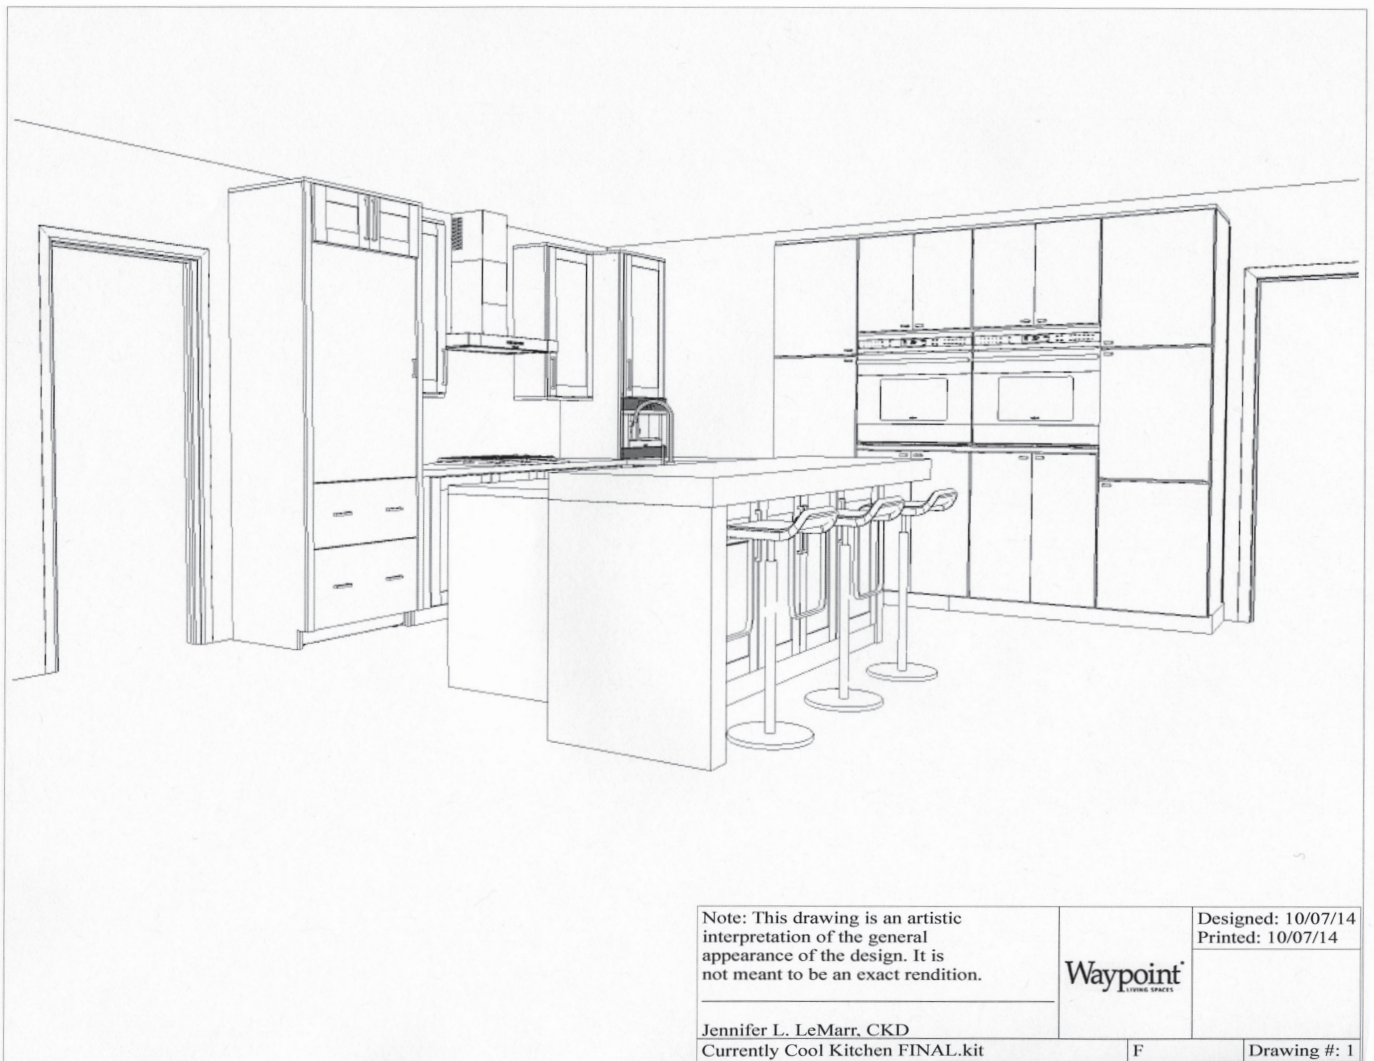 Note: This drawing is an artistic
interpretation of the general
appearance of the design. It is
not meant to be an exact rendition.
Jennifer L. LeMarr, CKD
Waypoint
LIVING SPACES
Designed: 10/07/14
Printed: 10/07/14
Currently Cool Kitchen FINAL.kit
F
Drawing #: 1